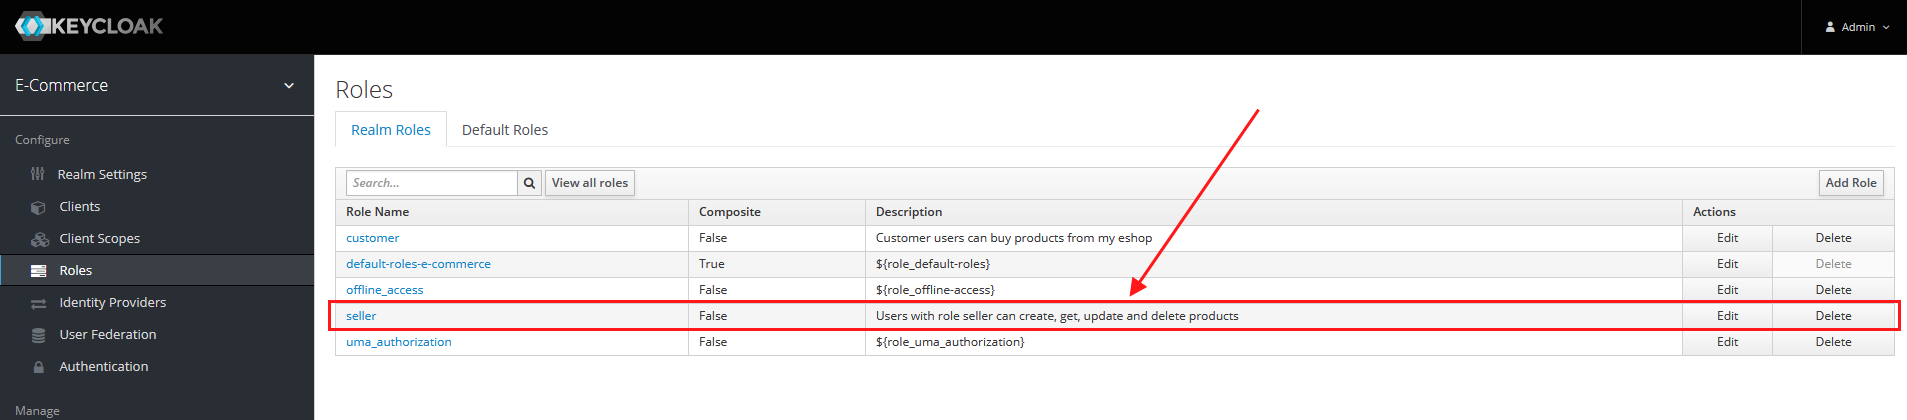 KEYCLOAK
Admin
E-Commerce
Configure
Realm Settings
Clients
Client Scopes
Roles
Identity Providers
User Federation
Authentication
Manage
Roles
Realm Roles Default Roles
Search... View all roles Add Role
Role Name Composite Description Actions
customer False Customer users can buy products from my eshop Edit Delete
default-roles-e-commerce True ${role_default-roles} Edit Delete
offline_access False ${role_offline-access} Edit Delete
seller False Users with role seller can create, get, update and delete products Edit Delete
uma_authorization False ${role_uma_authorization} Edit Delete